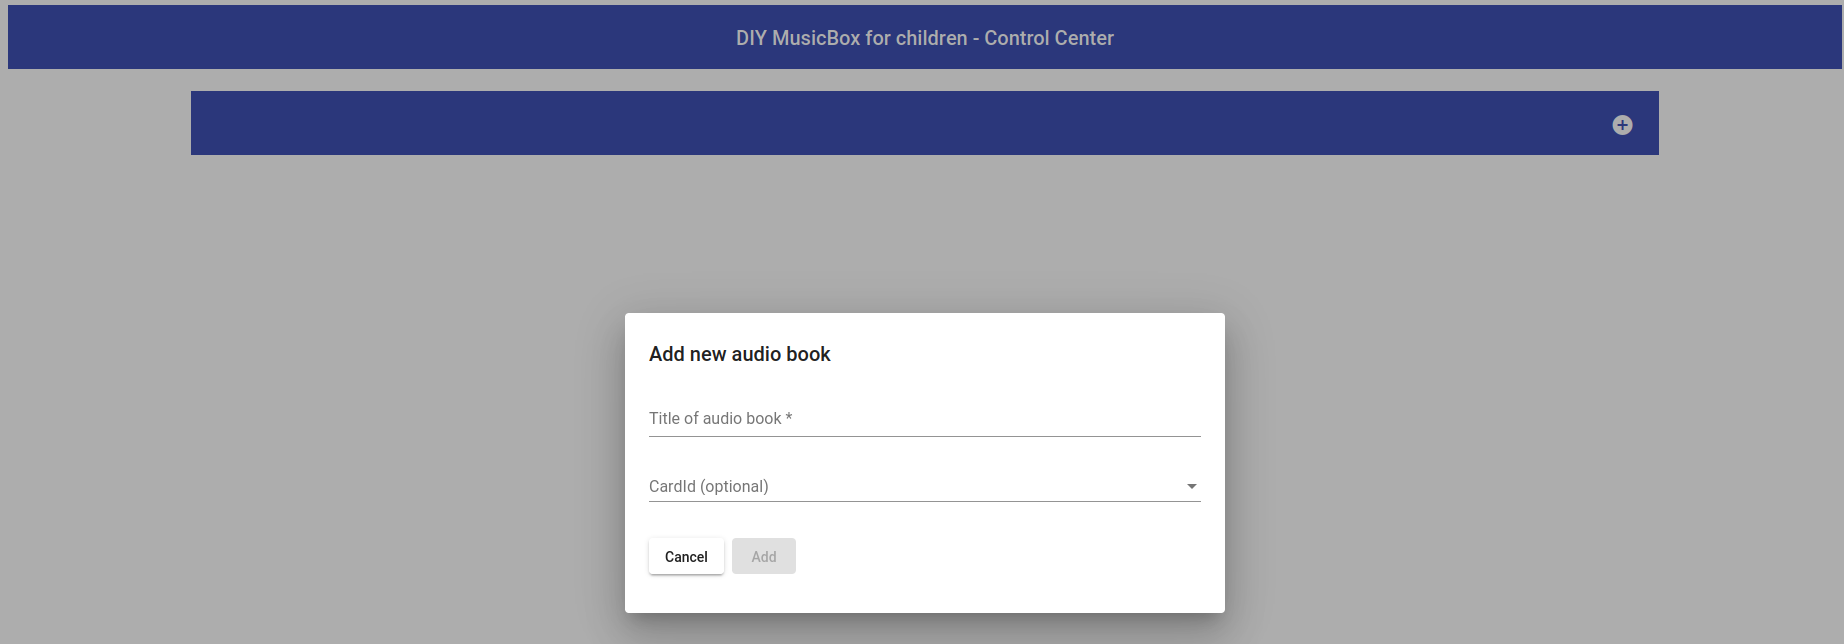 DIY MusicBox for children - Control Center
Add new audio book
Title of audio book *
CardId (optional)
Cancel Add